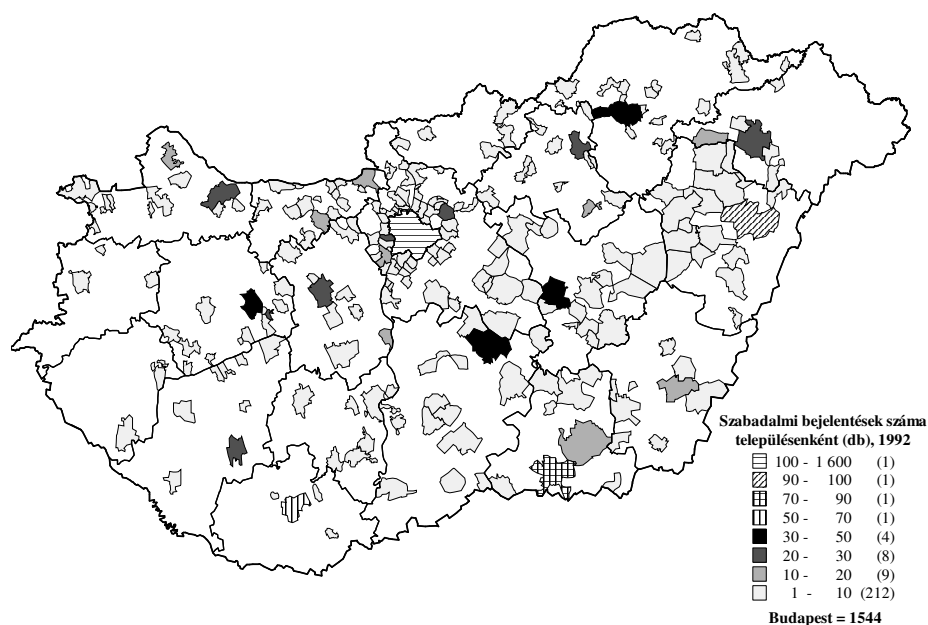 Szabadalmi bejelentések száma
településenként (db), 1992
100 - 1 600 (1)
90 - 100 (1)
70 - 90 (1)
50 - 70 (1)
30 - 50 (4)
20 - 30 (8)
10 - 20 (9)
1 - 10 (212)
Budapest = 1544